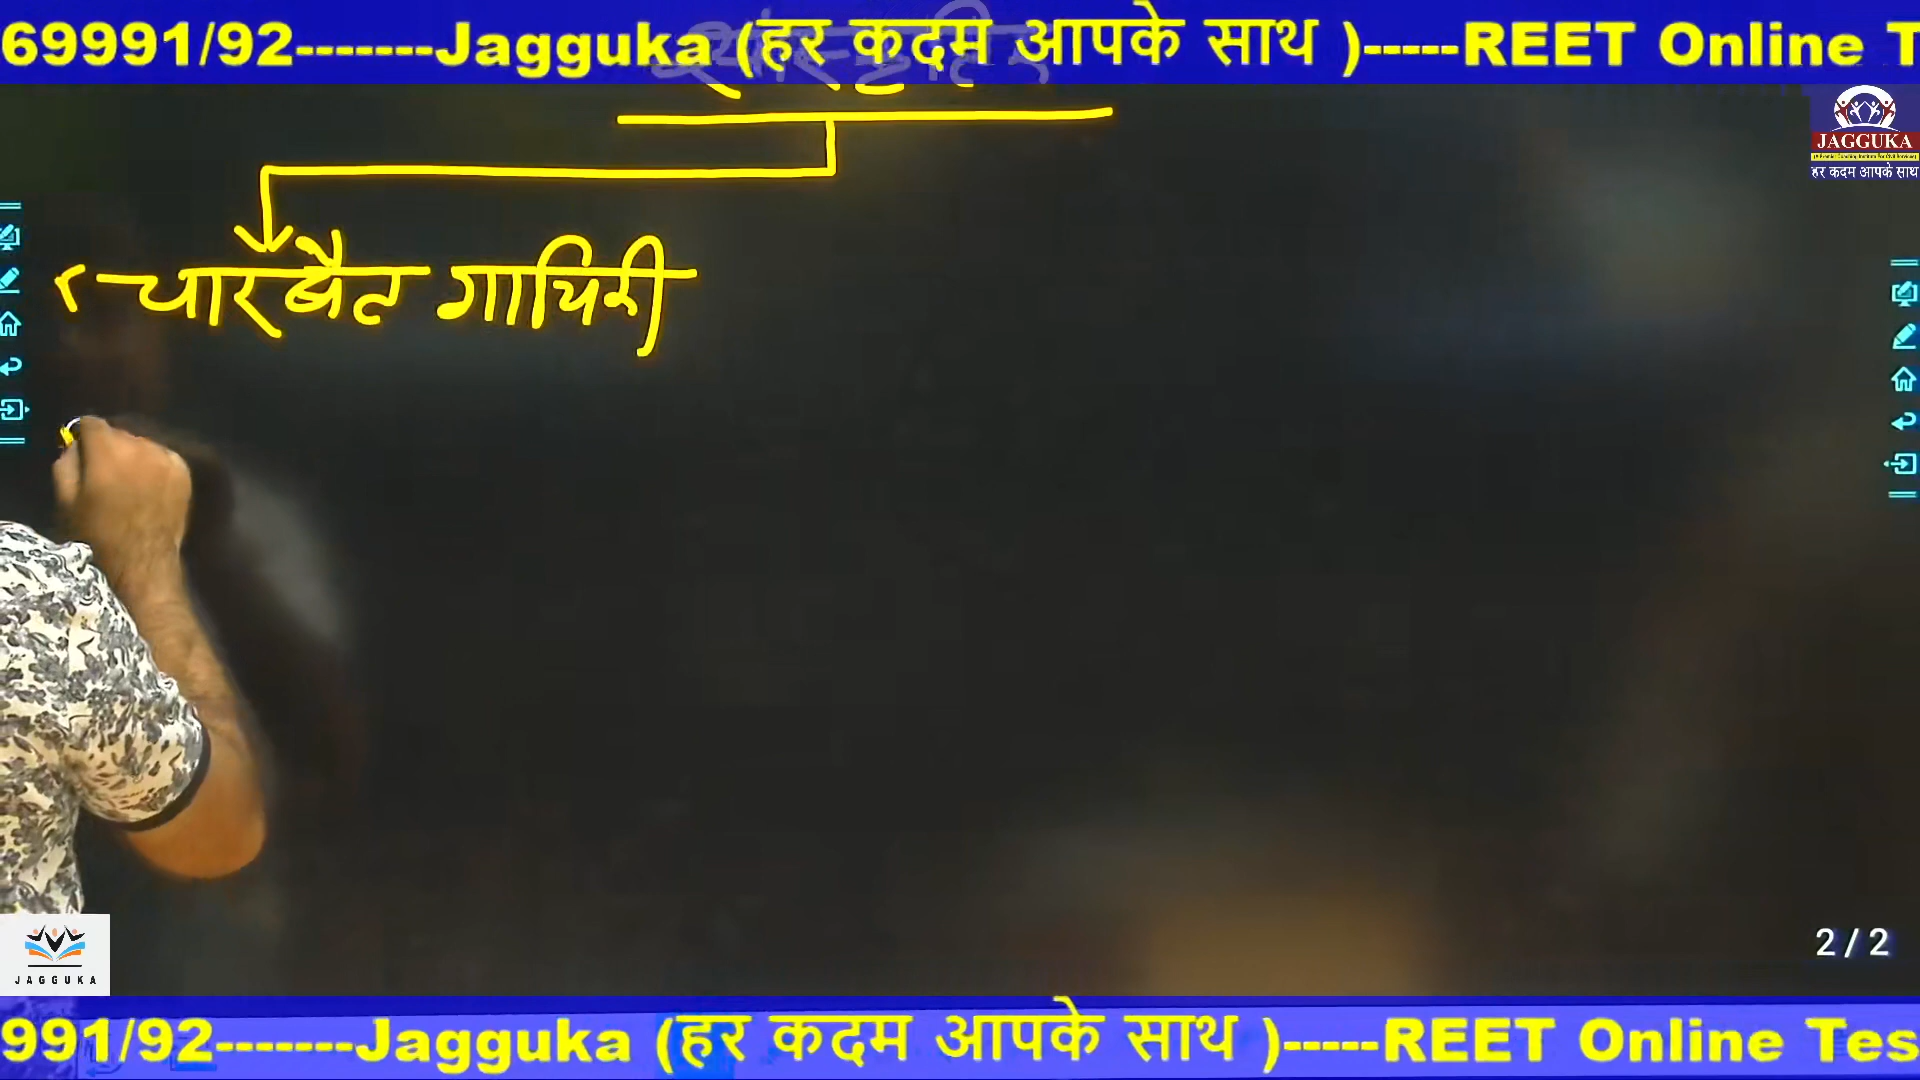 69991/92-------Jagguka (हर कदम आपके साथ )-----REET Online T
JAGGUKA
हर कदम आपके साथ
चारबैत गायिकी
2 / 2
JAGGUKA
991/92-------Jagguka (हर कदम आपके साथ )-----REET Online Tes